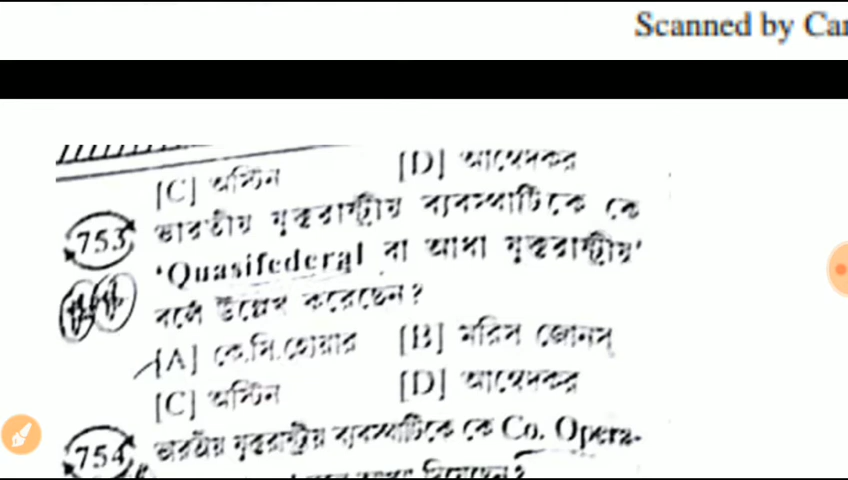 Scanned by Car
[C] অস্টিন [D] আম্বেদকর
753 ভারতীয় যুক্তরাষ্ট্রীয় ব্যবস্থাটিকে কে
'Quasifederal বা আধা যুক্তরাষ্ট্রীয়'
বলে উল্লেখ করেছেন?
[A] কে.সি.হোয়ার [B] মরিস জোনস্
[C] অস্টিন [D] আম্বেদকর
754 ভারতীয় যুক্তরাষ্ট্রীয় ব্যবস্থাটিকে কে Co. Opera-